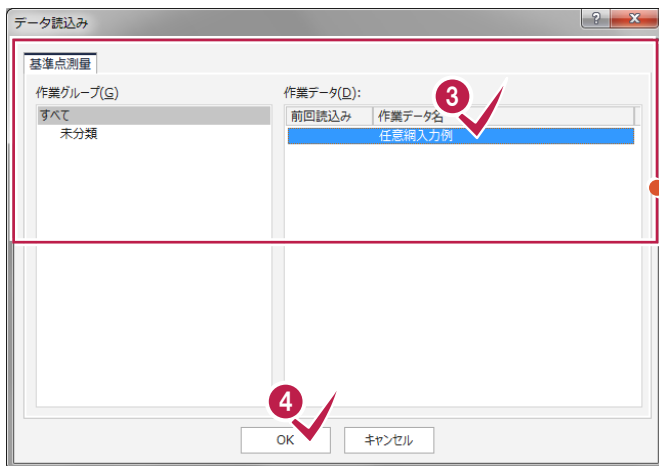 データ読込み
基準点測量
作業グループ(G)
作業データ(D):
3
すべて
前回読込み 作業データ名
未分類
任意網入力例
4
OK キャンセル